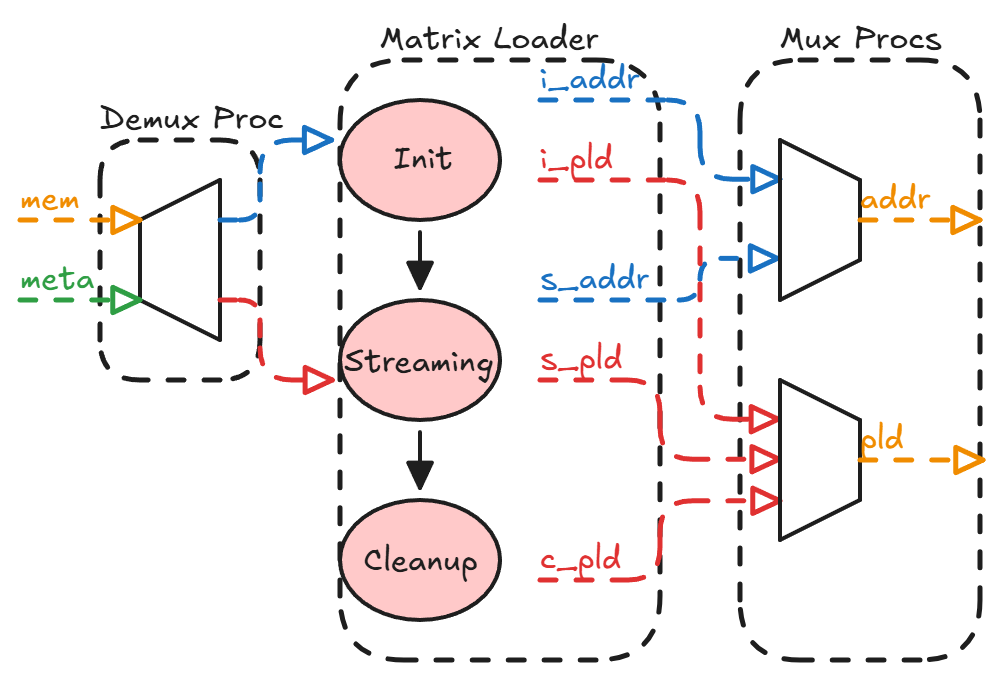 Matrix Loader
Mux Procs
Demux Proc
i_addr
Init
i_pld
mem
addr
meta
s_addr
Streaming
s_pld
pld
Cleanup
c_pld